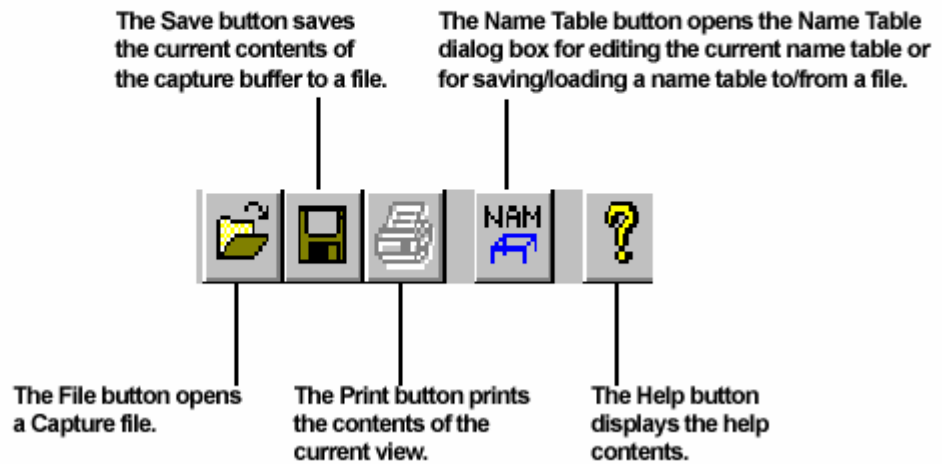 The Save button saves
the current contents of
the capture buffer to a file.
The Name Table button opens the Name Table
dialog box for editing the current name table or
for saving/loading a name table to/from a file.
NAM
The File button opens
a Capture file.
The Print button prints
the contents of the
current view.
The Help button
displays the help
contents.